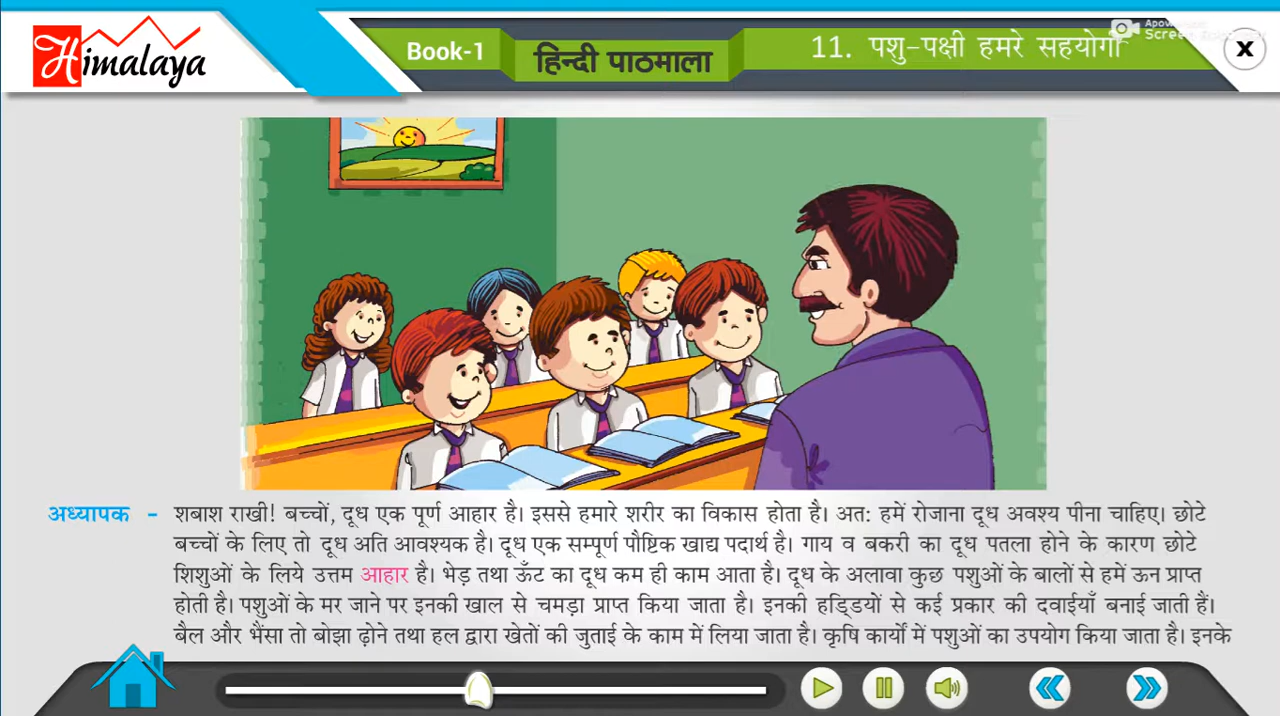 Himalaya
Book-1
हिन्दी पाठमाला
11. पशु-पक्षी हमरे सहयोगी
X
अध्यापक - शबाश राखी! बच्चों, दूध एक पूर्ण आहार है। इससे हमारे शरीर का विकास होता है। अत: हमें रोजाना दूध अवश्य पीना चाहिए। छोटे
बच्चों के लिए तो दूध अति आवश्यक है। दूध एक सम्पूर्ण पौष्टिक खाद्य पदार्थ है। गाय व बकरी का दूध पतला होने के कारण छोटे
शिशुओं के लिये उत्तम आहार है। भेड़ तथा ऊँट का दूध कम ही काम आता है। दूध के अलावा कुछ पशुओं के बालों से हमें ऊन प्राप्त
होती है। पशुओं के मर जाने पर इनकी खाल से चमड़ा प्राप्त किया जाता है। इनकी हड्डियों से कई प्रकार की दवाईयाँ बनाई जाती हैं।
बैल और भैंसा तो बोझा ढ़ोने तथा हल द्वारा खेतों की जुताई के काम में लिया जाता है। कृषि कार्यों में पशुओं का उपयोग किया जाता है। इनके